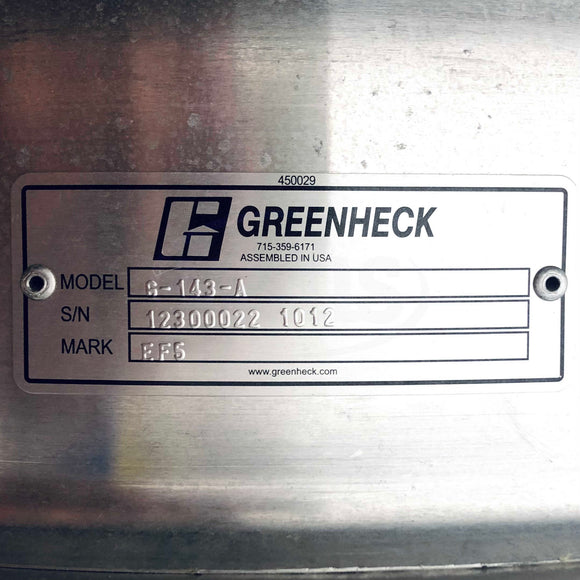 450029
GREENHECK
715-359-6171
ASSEMBLED IN USA
MODEL G-143-A
S/N 12300022 1012
MARK EF5
www.greenheck.com